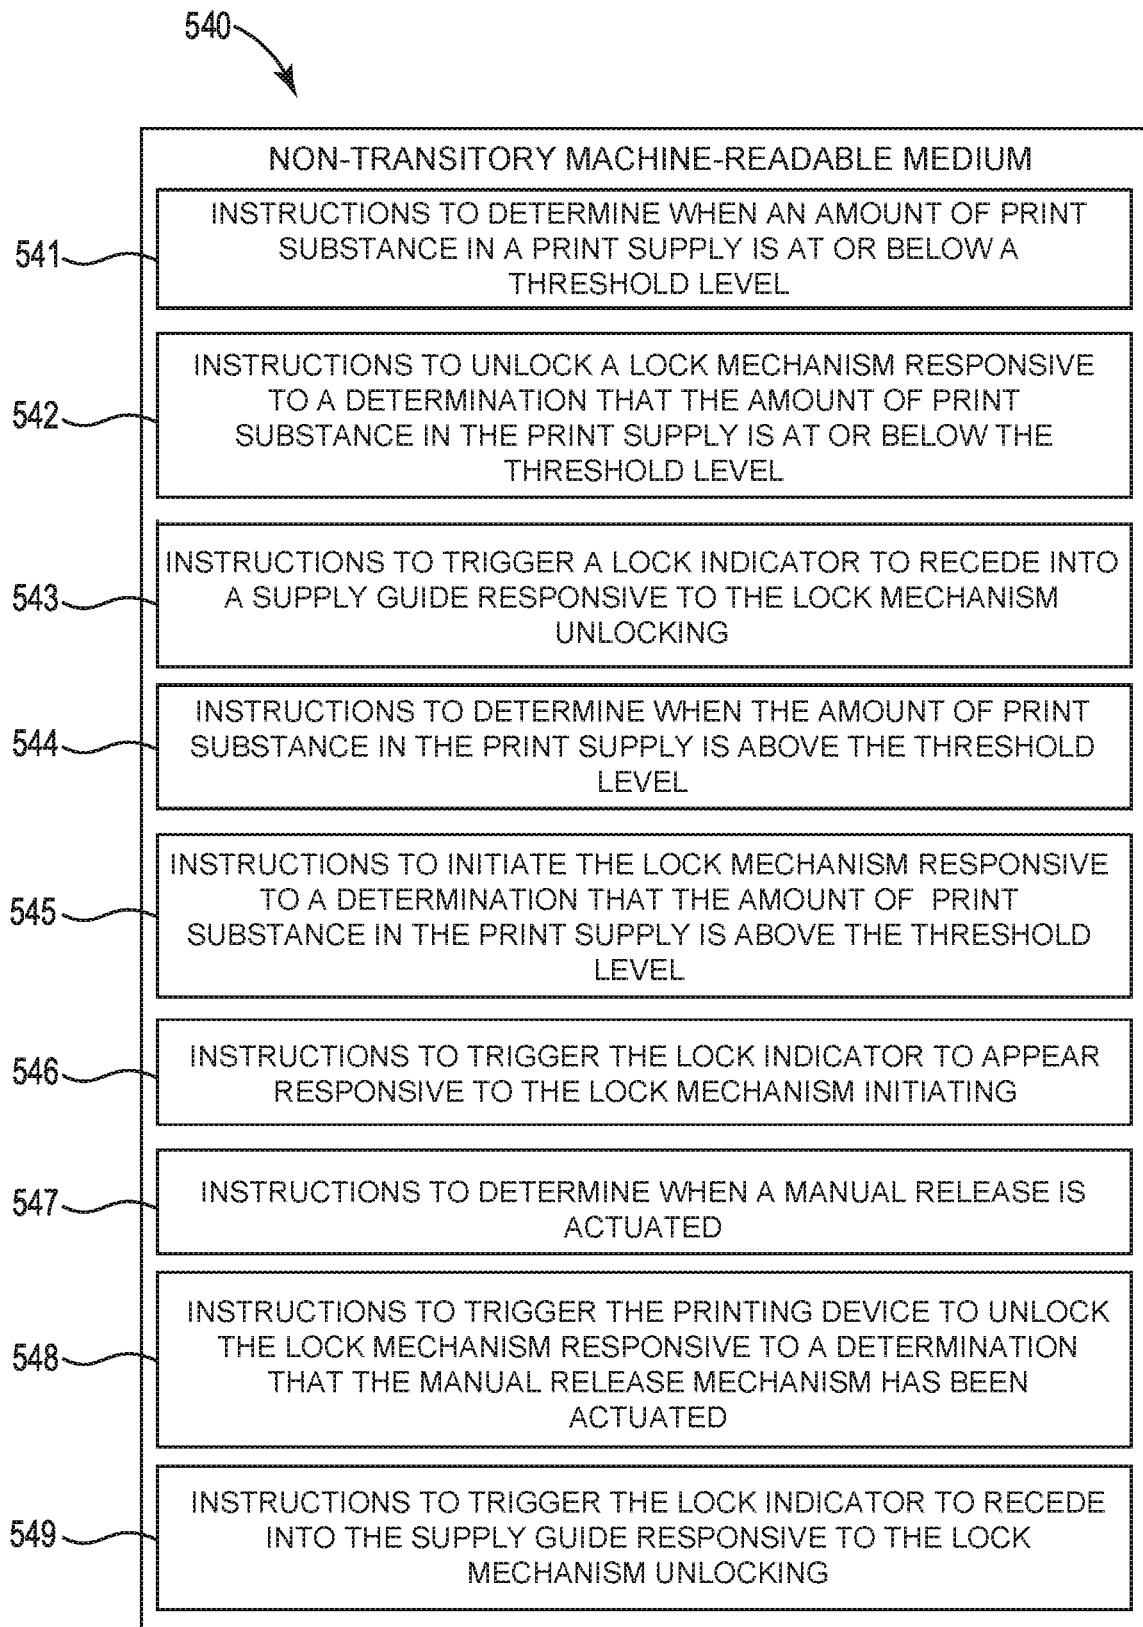 540
NON-TRANSITORY MACHINE-READABLE MEDIUM
541
INSTRUCTIONS TO DETERMINE WHEN AN AMOUNT OF PRINT
SUBSTANCE IN A PRINT SUPPLY IS AT OR BELOW A
THRESHOLD LEVEL
542
INSTRUCTIONS TO UNLOCK A LOCK MECHANISM RESPONSIVE
TO A DETERMINATION THAT THE AMOUNT OF PRINT
SUBSTANCE IN THE PRINT SUPPLY IS AT OR BELOW THE
THRESHOLD LEVEL
543
INSTRUCTIONS TO TRIGGER A LOCK INDICATOR TO RECEDE INTO
A SUPPLY GUIDE RESPONSIVE TO THE LOCK MECHANISM
UNLOCKING
544
INSTRUCTIONS TO DETERMINE WHEN THE AMOUNT OF PRINT
SUBSTANCE IN THE PRINT SUPPLY IS ABOVE THE THRESHOLD
LEVEL
545
INSTRUCTIONS TO INITIATE THE LOCK MECHANISM RESPONSIVE
TO A DETERMINATION THAT THE AMOUNT OF PRINT
SUBSTANCE IN THE PRINT SUPPLY IS ABOVE THE THRESHOLD
LEVEL
546
INSTRUCTIONS TO TRIGGER THE LOCK INDICATOR TO APPEAR
RESPONSIVE TO THE LOCK MECHANISM INITIATING
547
INSTRUCTIONS TO DETERMINE WHEN A MANUAL RELEASE IS
ACTUATED
548
INSTRUCTIONS TO TRIGGER THE PRINTING DEVICE TO UNLOCK
THE LOCK MECHANISM RESPONSIVE TO A DETERMINATION
THAT THE MANUAL RELEASE MECHANISM HAS BEEN
ACTUATED
549
INSTRUCTIONS TO TRIGGER THE LOCK INDICATOR TO RECEDE
INTO THE SUPPLY GUIDE RESPONSIVE TO THE LOCK
MECHANISM UNLOCKING